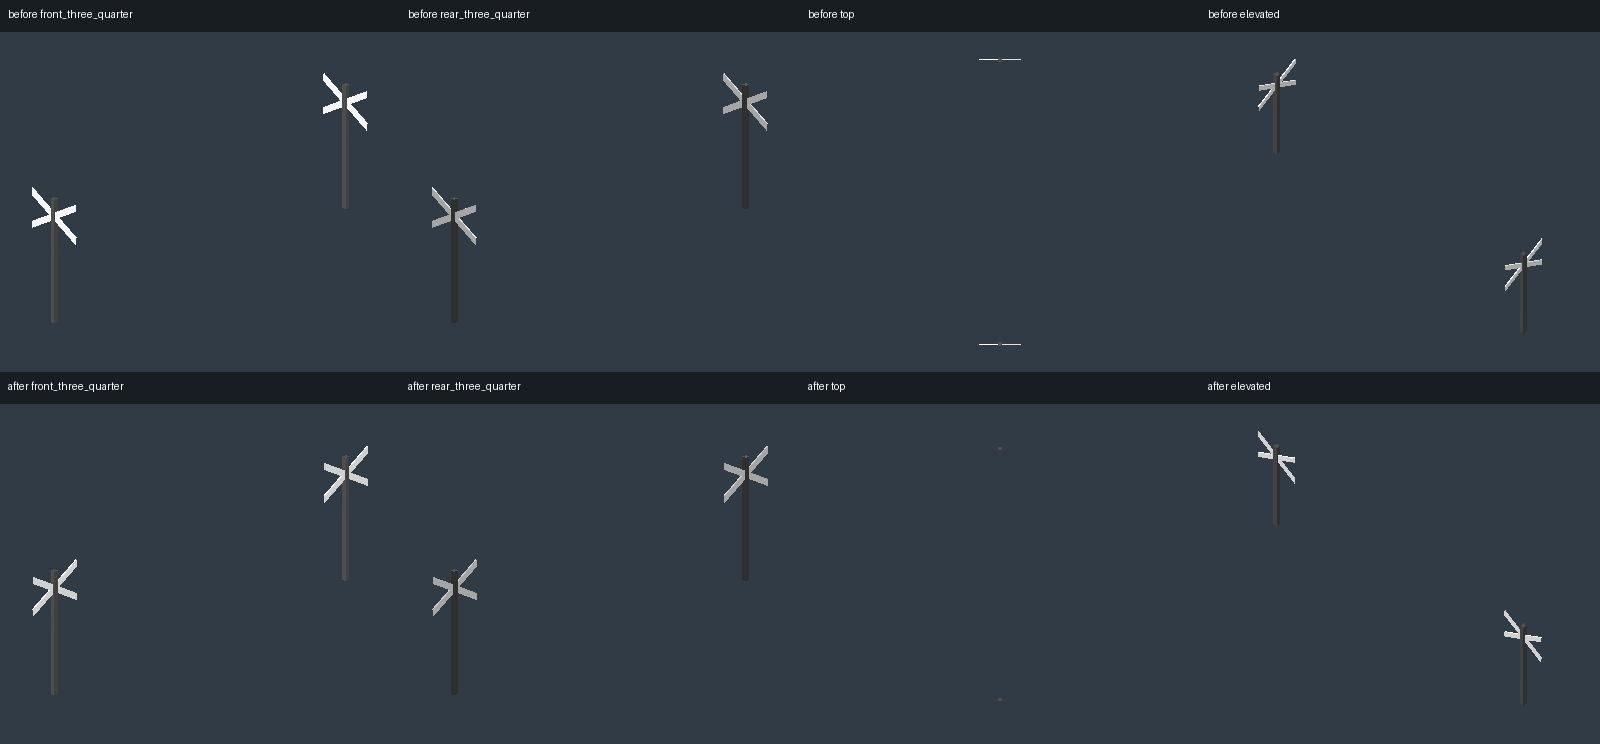 before front_three_quarter
before rear_three_quarter
before top
before elevated
after front_three_quarter
after rear_three_quarter
after top
after elevated